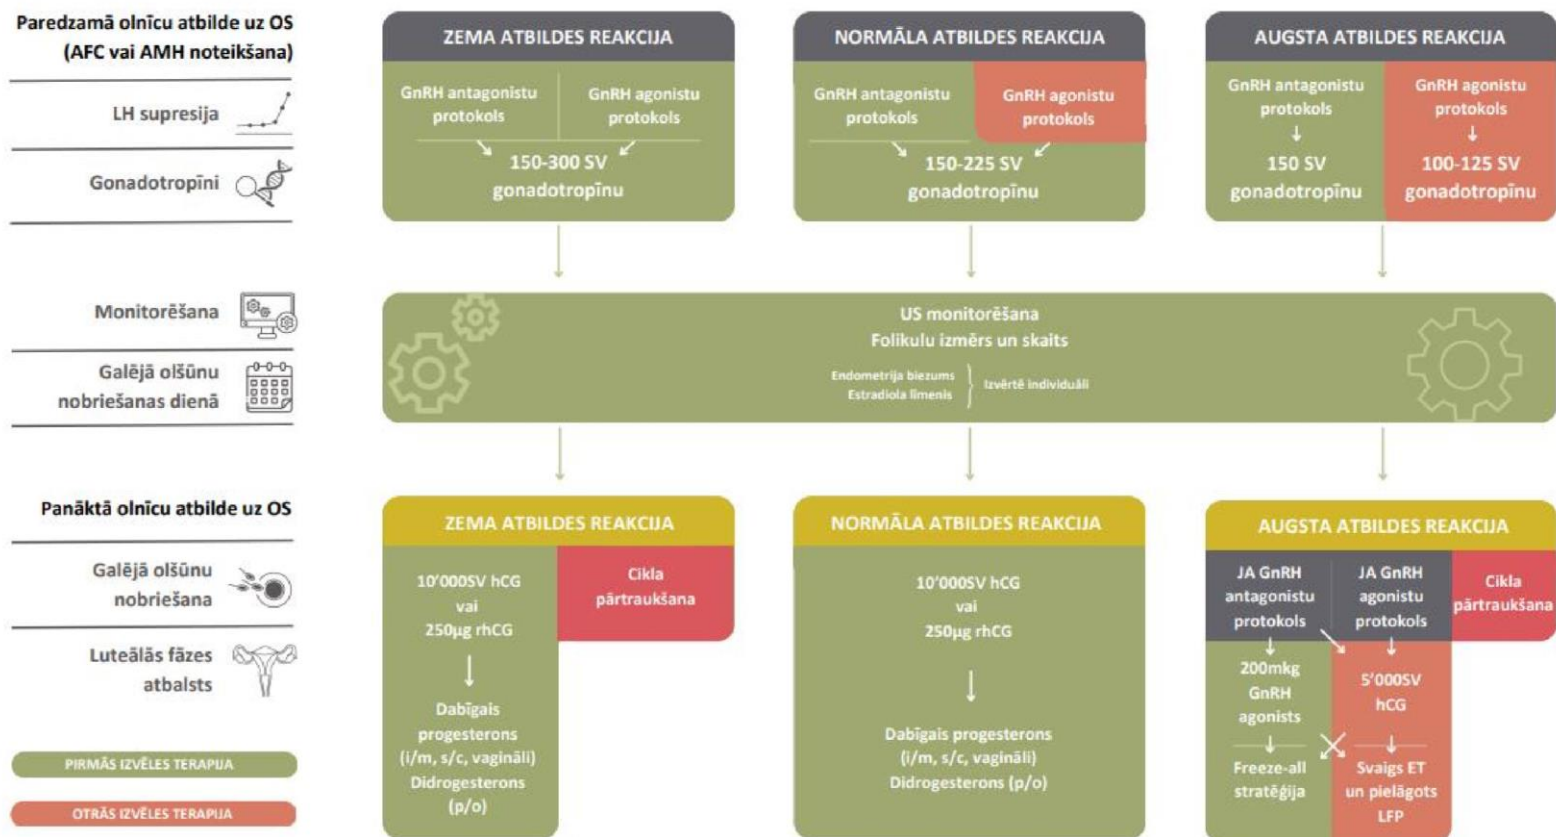 Paredzamā olnīcu atbilde uz OS
(AFC vai AMH noteikšana)
LH supresija
Gonadotropīni
ZEMA ATBILDES REAKCIJA
GnRH antagonistu
protokols
GnRH agonistu
protokols
150-300 SV
gonadotropīnu
NORMĀLA ATBILDES REAKCIJA
GnRH antagonistu
protokols
GnRH agonistu
protokols
150-225 SV
gonadotropīnu
AUGSTA ATBILDES REAKCIJA
GnRH antagonistu
protokols
150 SV
gonadotropīnu
GnRH agonistu
protokols
100-125 SV
gonadotropīnu
Monitorēšana
Galējā olšūnu
nobriešanas dienā
US monitorēšana
Folikulu izmērs un skaits
Endometrija biezums
Estradiola līmenis
Izvērtē individuāli
Panāktā olnīcu atbilde uz OS
Galējā olšūnu
nobriešana
Luteālās fāzes
atbalsts
PIRMĀS IZVĒLES TERAPIJA
OTRĀS IZVĒLES TERAPIJA
ZEMA ATBILDES REAKCIJA
10'000SV hCG
vai
250µg rhCG
Dabīgais
progesterons
(i/m, s/c, vagināli)
Didrogesterons
(p/o)
Cikla
pārtraukšana
NORMĀLA ATBILDES REAKCIJA
10'000SV hCG
vai
250µg rhCG
Dabīgais progesterons
(i/m, s/c, vagināli)
Didrogesterons (p/o)
AUGSTA ATBILDES REAKCIJA
JA GnRH
antagonistu
protokols
JA GnRH
agonistu
protokols
Cikla
pārtraukšana
200mkg
GnRH
agonists
5'000SV
hCG
Freeze-all
stratēģija
Svaigs ET
un pielāgots
LFP